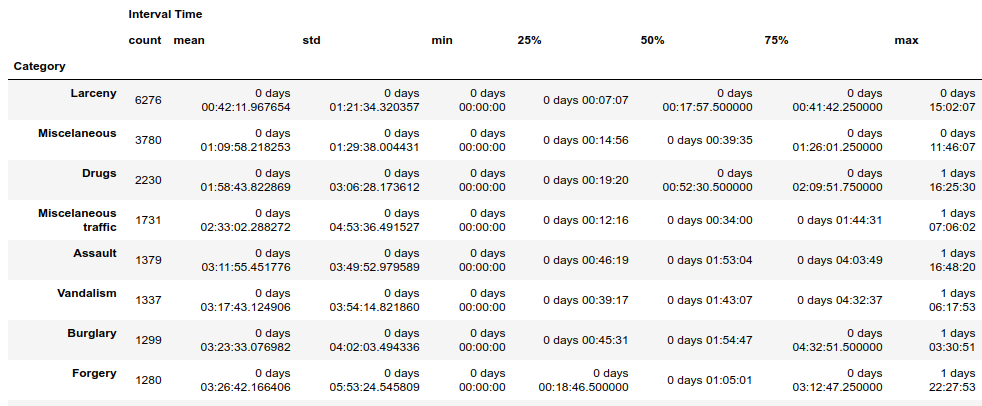 Interval Time
count mean std min 25% 50% 75% max
Category
Larceny 6276 0 days 00:42:11.967654 0 days 01:21:34.320357 0 days 00:00:00 0 days 00:07:07 0 days 00:17:57.500000 0 days 00:41:42.250000 0 days 15:02:07
Miscelaneous 3780 0 days 01:09:58.218253 0 days 01:29:38.004431 0 days 00:00:00 0 days 00:14:56 0 days 00:39:35 0 days 01:26:01.250000 0 days 11:46:07
Drugs 2230 0 days 01:58:43.822869 0 days 03:06:28.173612 0 days 00:00:00 0 days 00:19:20 0 days 00:52:30.500000 0 days 02:09:51.750000 1 days 16:25:30
Miscelaneous traffic 1731 0 days 02:33:02.288272 0 days 04:53:36.491527 0 days 00:00:00 0 days 00:12:16 0 days 00:34:00 0 days 01:44:31 1 days 07:06:02
Assault 1379 0 days 03:11:55.451776 0 days 03:49:52.979589 0 days 00:00:00 0 days 00:46:19 0 days 01:53:04 0 days 04:03:49 1 days 16:48:20
Vandalism 1337 0 days 03:17:43.124906 0 days 03:54:14.821860 0 days 00:00:00 0 days 00:39:17 0 days 01:43:07 0 days 04:32:37 1 days 06:17:53
Burglary 1299 0 days 03:23:33.076982 0 days 04:02:03.494336 0 days 00:00:00 0 days 00:45:31 0 days 01:54:47 0 days 04:32:51.500000 1 days 03:30:51
Forgery 1280 0 days 03:26:42.166406 0 days 05:53:24.545809 0 days 00:00:00 0 days 00:18:46.500000 0 days 01:05:01 0 days 03:12:47.250000 1 days 22:27:53